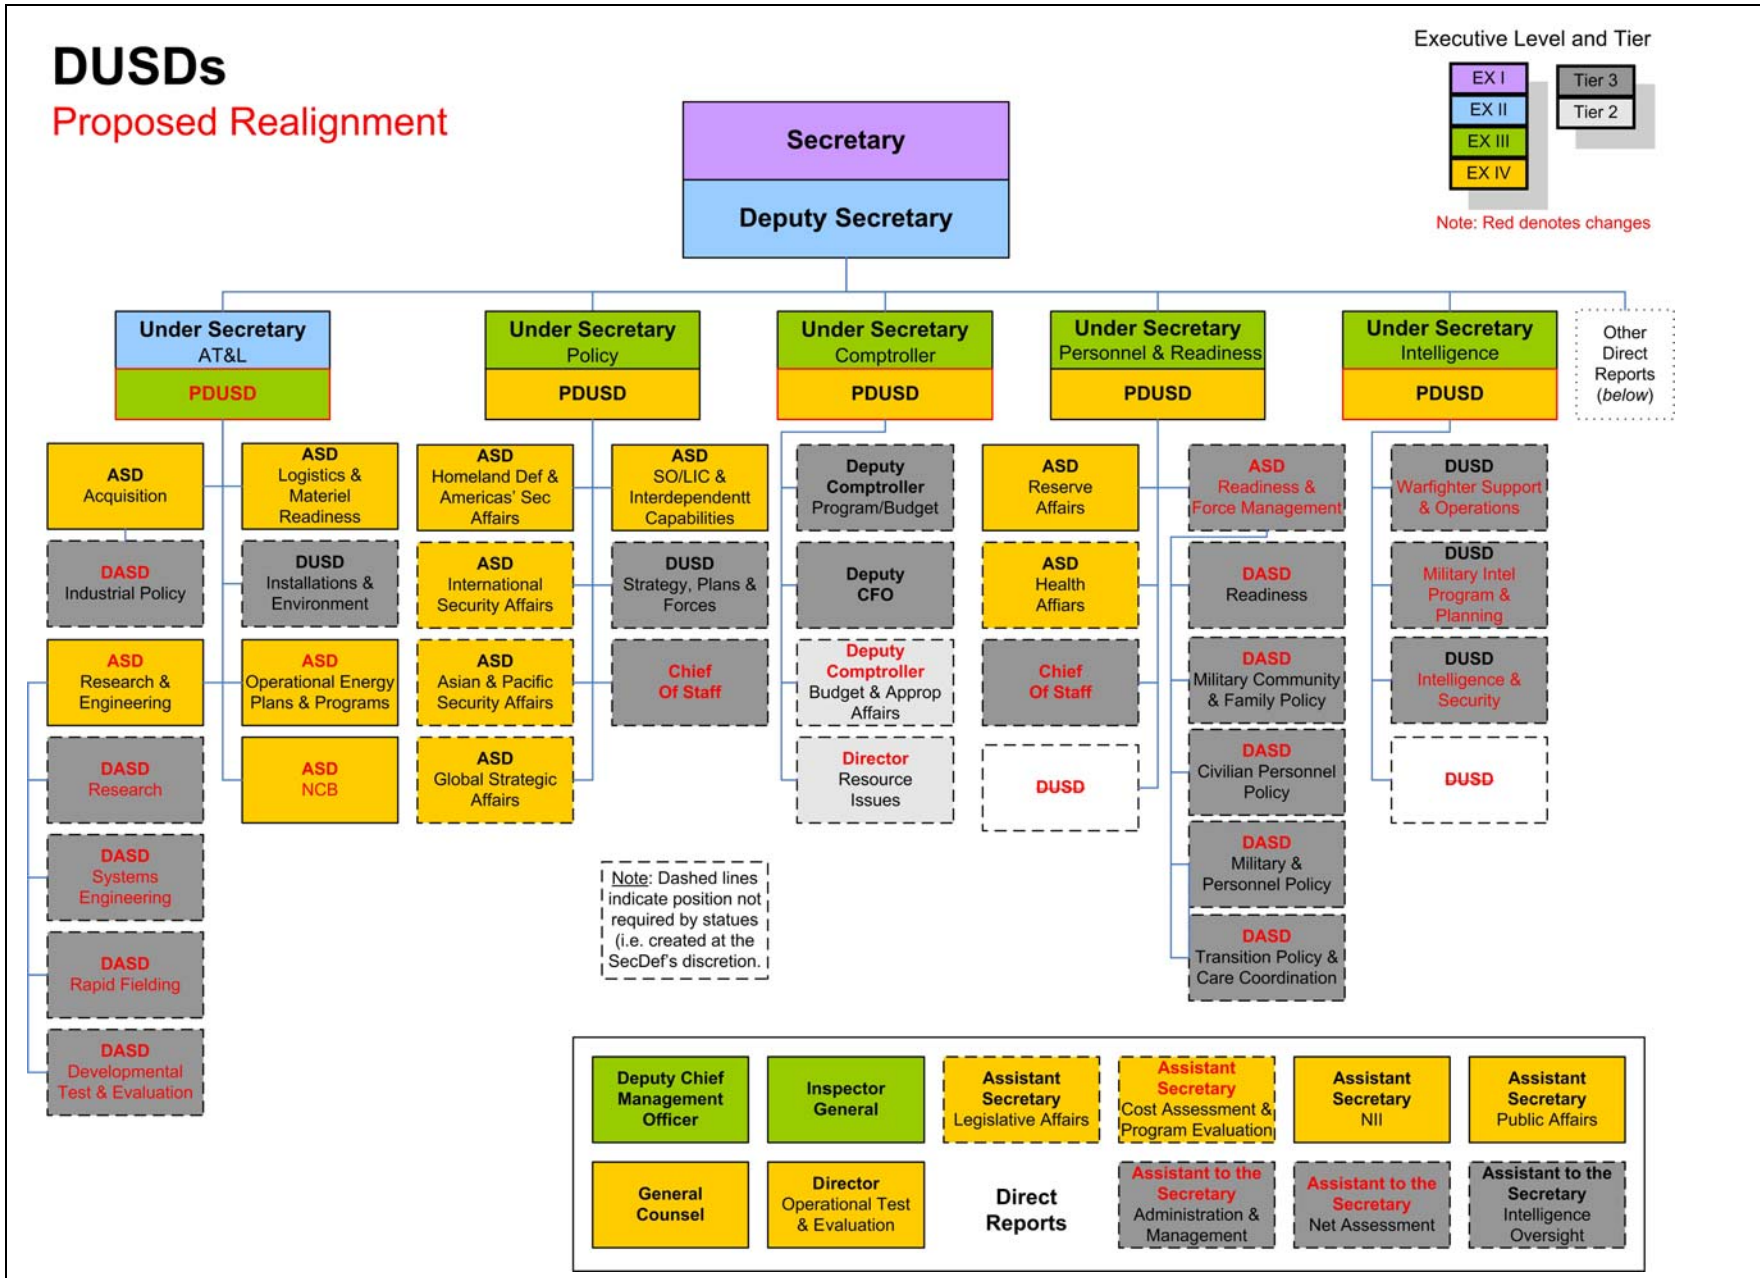 DUSDs
Proposed Realignment
Executive Level and Tier
EX I
EX II
EX III
EX IV
Tier 3
Tier 2
Note: Red denotes changes
Secretary
Deputy Secretary
Under Secretary
AT&L
PDUSD
Under Secretary
Policy
PDUSD
Under Secretary
Comptroller
PDUSD
Under Secretary
Personnel & Readiness
PDUSD
Under Secretary
Intelligence
PDUSD
Other
Direct
Reports
(below)
ASD
Acquisition
DASD
Industrial Policy
ASD
Research &
Engineering
DASD
Research
DASD
Systems
Engineering
DASD
Rapid Fielding
DASD
Developmental
Test & Evaluation
ASD
Logistics &
Materiel
Readiness
DUSD
Installations &
Environment
ASD
Operational Energy
Plans & Programs
ASD
NCB
ASD
Homeland Def &
Americas' Sec
Affairs
ASD
International
Security Affairs
ASD
Asian & Pacific
Security Affairs
ASD
Global Strategic
Affairs
ASD
SO/LIC &
Interdependentt
Capabilities
DUSD
Strategy, Plans &
Forces
Chief
Of Staff
Deputy
Comptroller
Program/Budget
Deputy
CFO
Deputy
Comptroller
Budget & Approp
Affairs
Director
Resource
Issues
ASD
Reserve
Affairs
ASD
Health
Affiars
Chief
Of Staff
DUSD
ASD
Readiness &
Force Management
DASD
Readiness
DASD
Military Community
& Family Policy
DASD
Civilian Personnel
Policy
DASD
Military &
Personnel Policy
DASD
Transition Policy &
Care Coordination
DUSD
Warfighter Support
& Operations
DUSD
Military Intel
Program &
Planning
DUSD
Intelligence &
Security
DUSD
Note: Dashed lines
indicate position not
required by statues
(i.e. created at the
SecDef's discretion.
Deputy Chief
Management
Officer
Inspector
General
Assistant
Secretary
Legislative Affairs
Assistant
Secretary
Cost Assessment &
Program Evaluation
Assistant
Secretary
NII
Assistant
Secretary
Public Affairs
General
Counsel
Director
Operational Test
& Evaluation
Direct
Reports
Assistant to the
Secretary
Administration &
Management
Assistant to the
Secretary
Net Assessment
Assistant to the
Secretary
Intelligence
Oversight